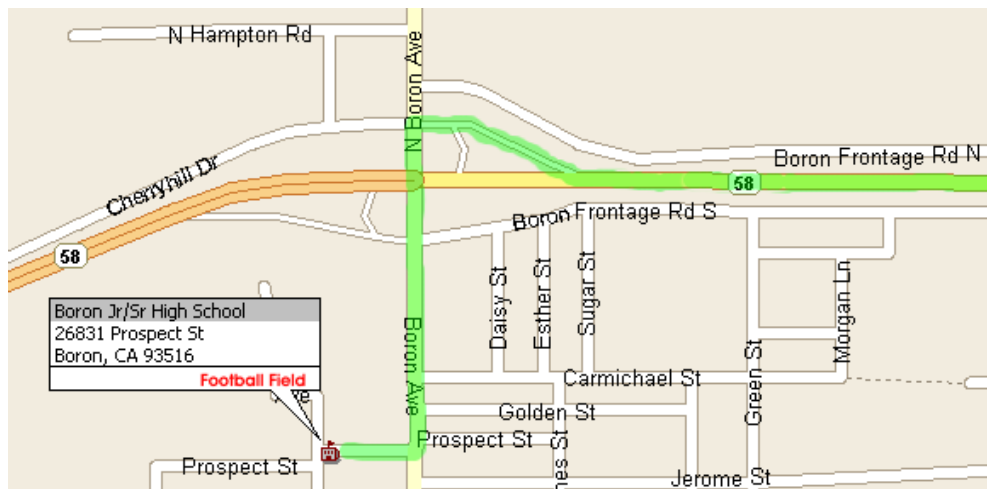 N Hampton Rd
N Boron Ave
Boron Frontage Rd N
Cherryhill Dr
58
Boron Frontage Rd S
58
Daisy St
Esther St
Sugar St
Morgan Ln
Boron Jr/Sr High School
26831 Prospect St
Boron, CA 93516
Football Field
Boron Ave
Green St
Carmichael St
Golden St
Prospect St
Prospect St
Jerome St